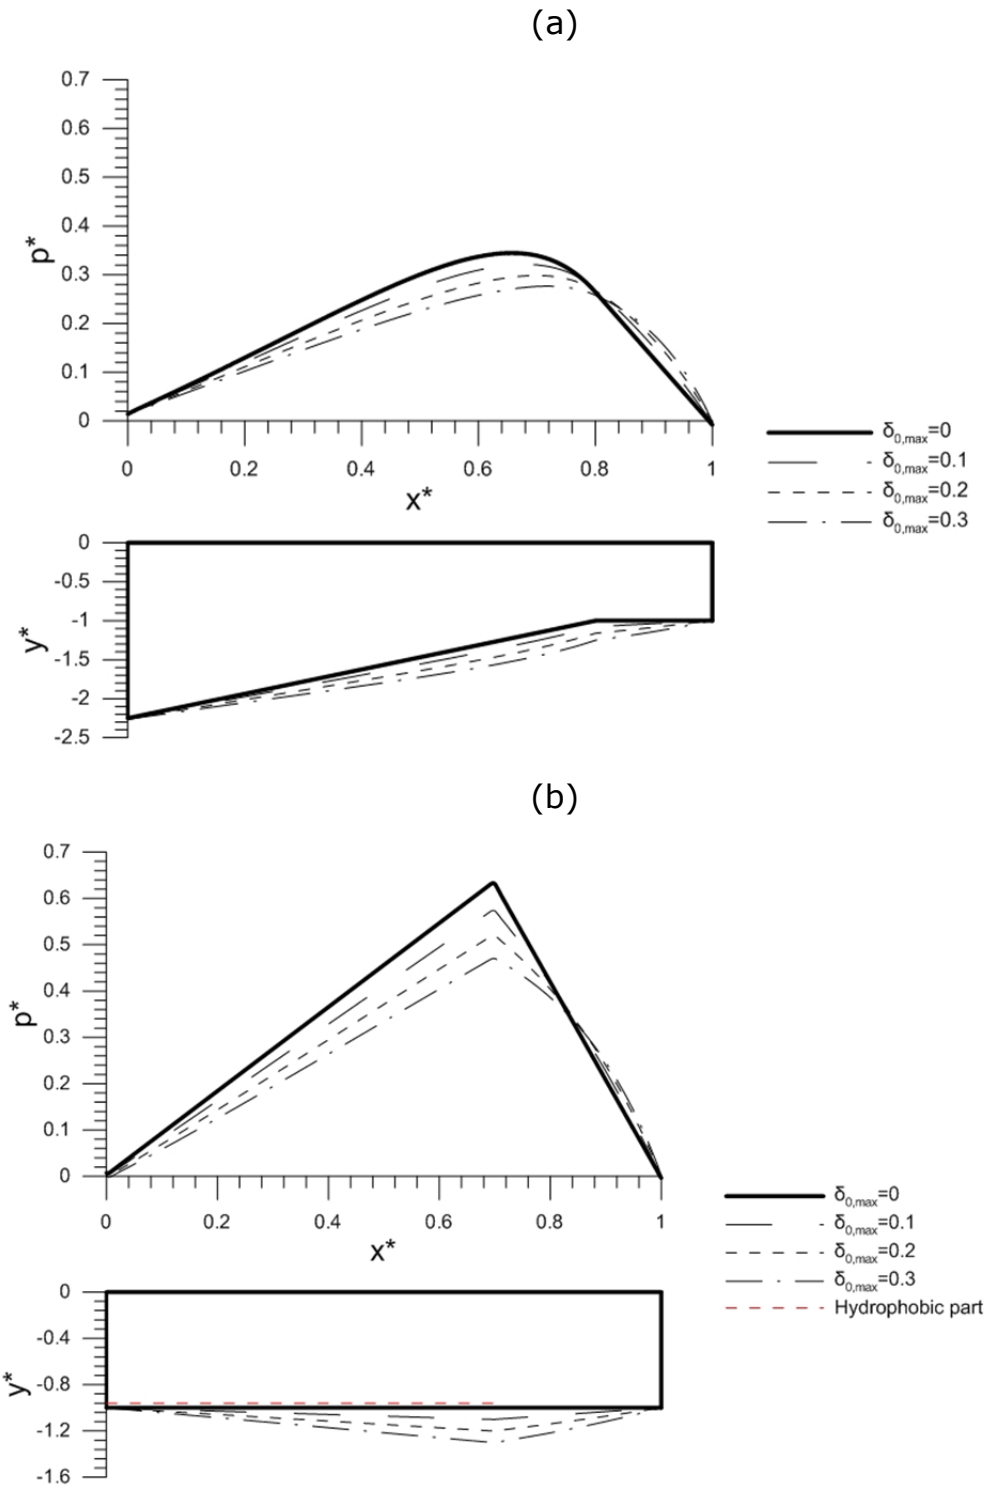 (a)
0.7
0.6
0.5
0.4
0.3
0.2
0.1
0
p*
0 0.2 0.4 0.6 0.8 1
x*
δ0,max=0
δ0,max=0.1
δ0,max=0.2
δ0,max=0.3
0
-0.5
-1
-1.5
-2
-2.5
y*
(b)
0.7
0.6
0.5
0.4
0.3
0.2
0.1
0
p*
0 0.2 0.4 0.6 0.8 1
x*
δ0,max=0
δ0,max=0.1
δ0,max=0.2
δ0,max=0.3
Hydrophobic part
0
-0.4
-0.8
-1.2
-1.6
y*